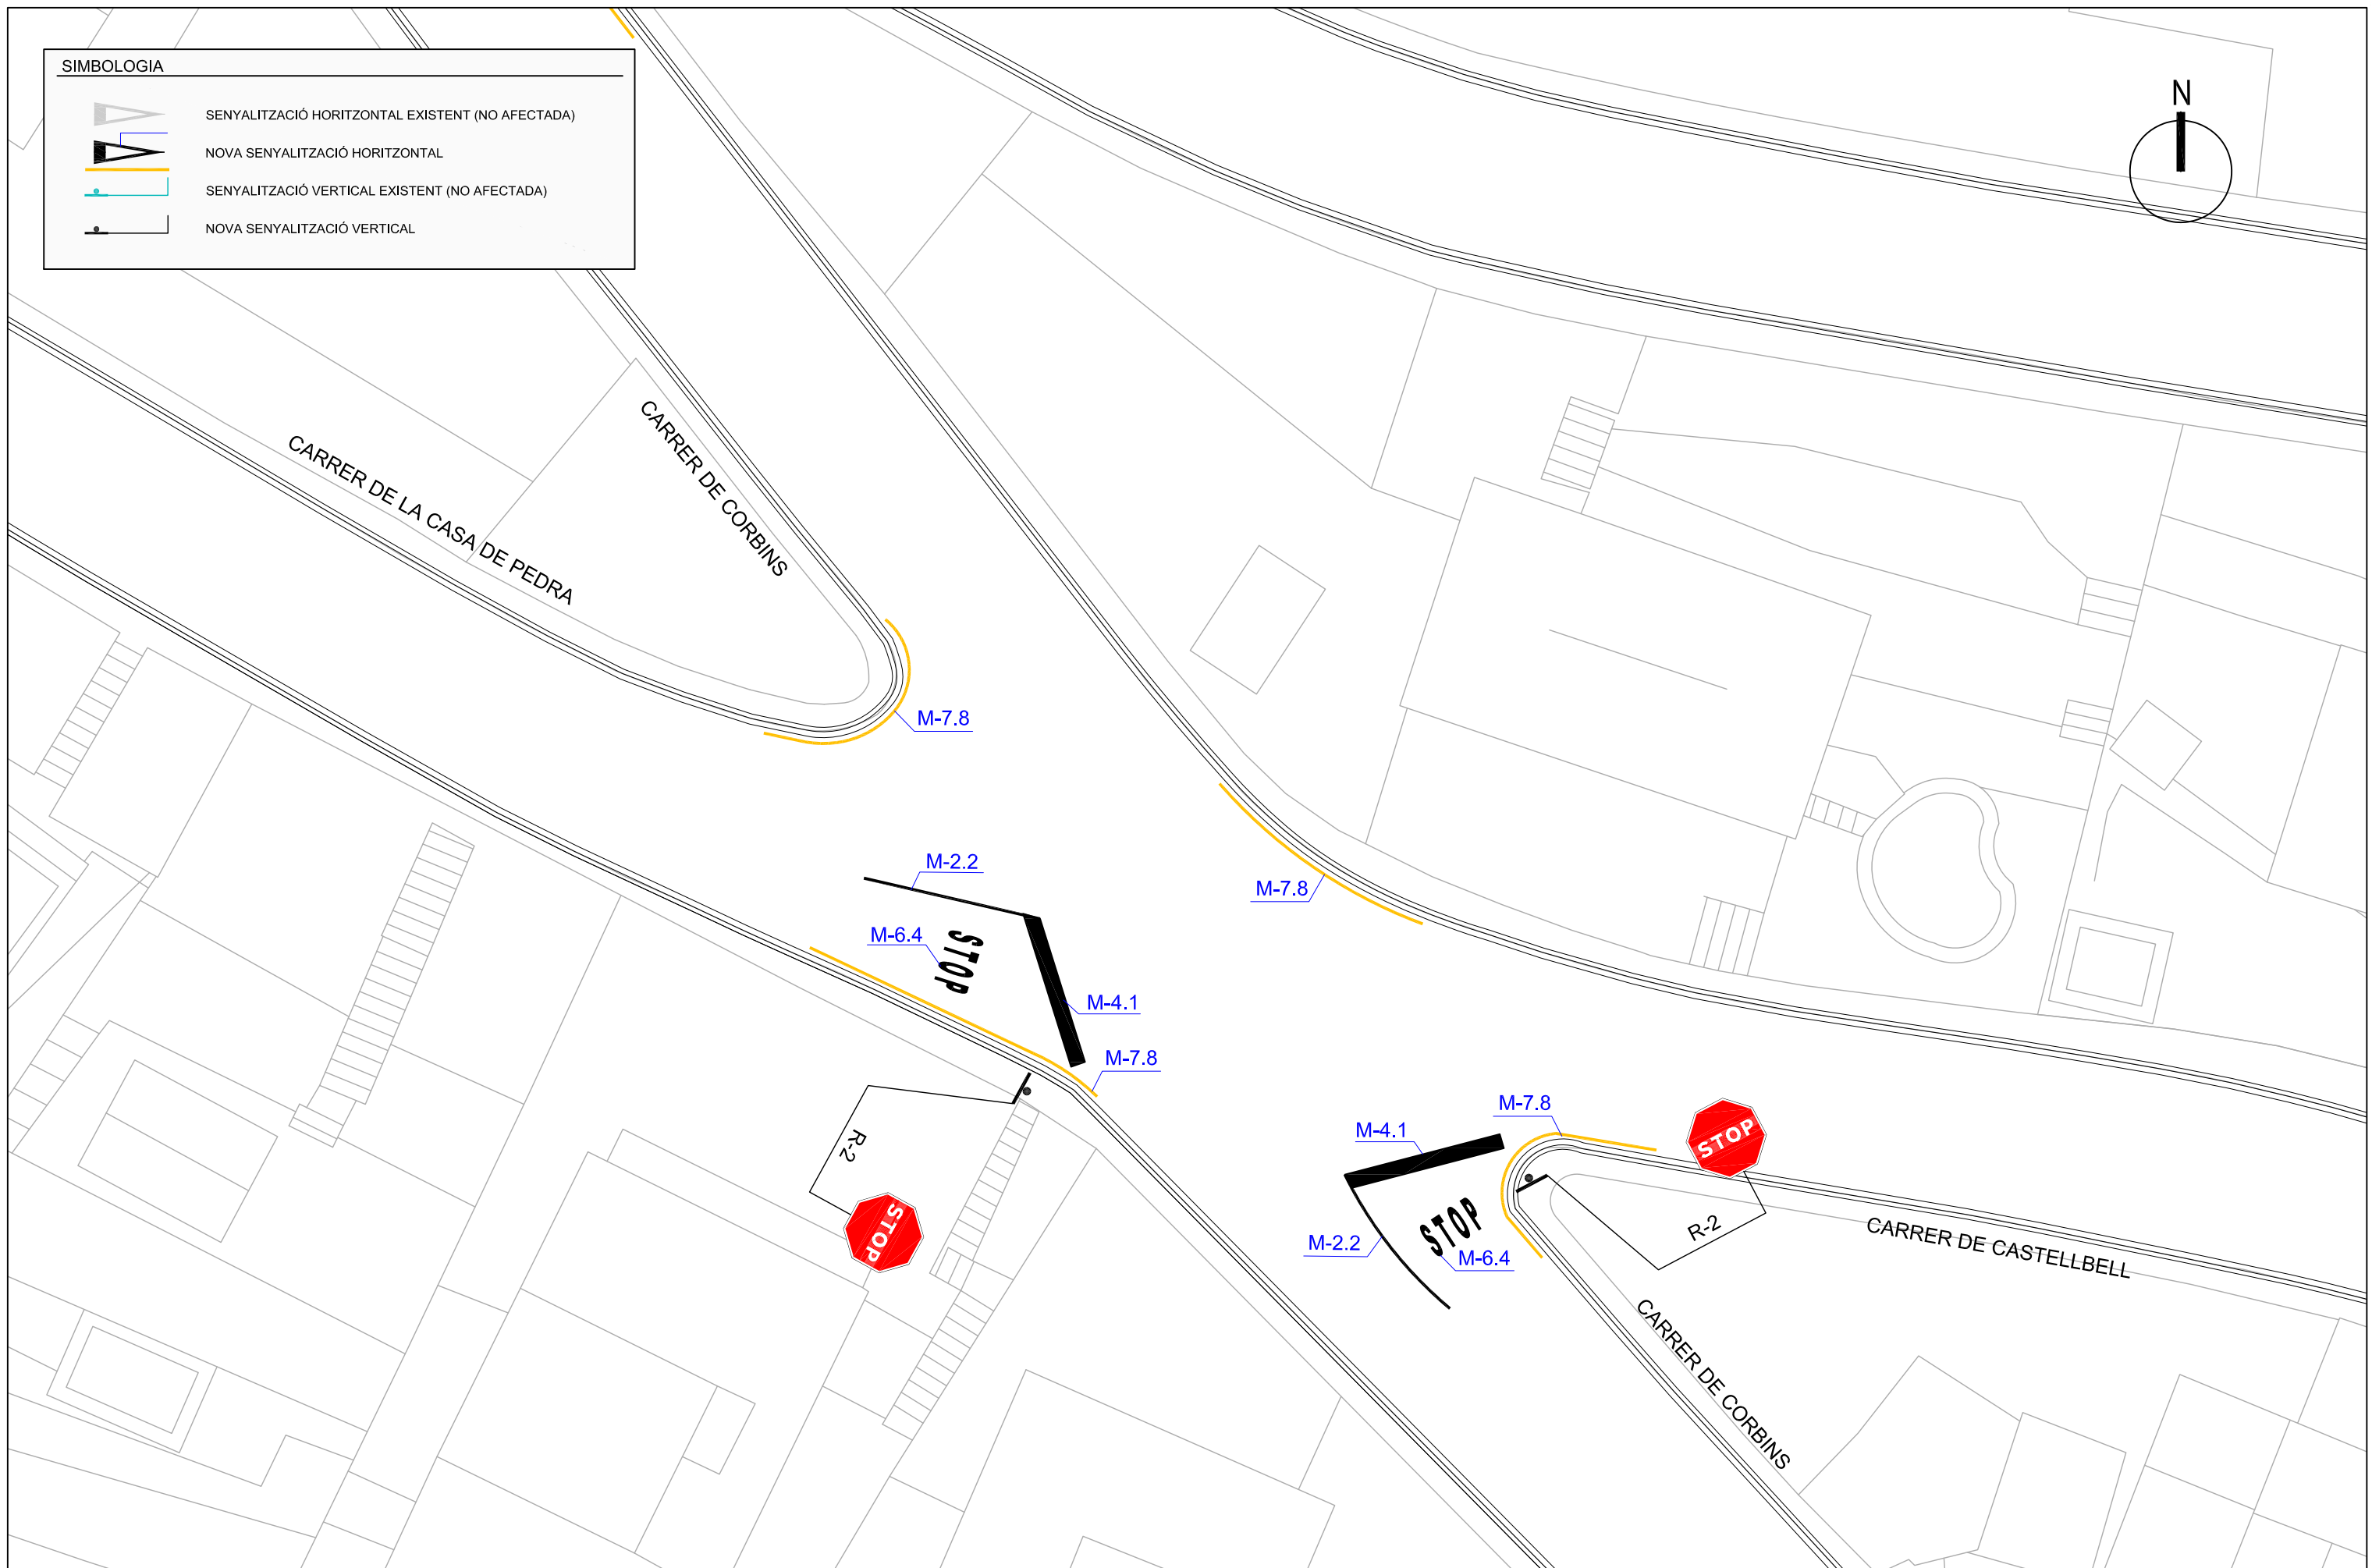 SIMBOLOGIA
SENYALITZACIÓ HORITZONTAL EXISTENT (NO AFECTADA)
NOVA SENYALITZACIÓ HORITZONTAL
SENYALITZACIÓ VERTICAL EXISTENT (NO AFECTADA)
NOVA SENYALITZACIÓ VERTICAL
N
CARRER DE LA CASA DE PEDRA
CARRER DE CORBINS
M-7.8
M-2.2
M-7.8
M-6.4
STOP
M-4.1
M-7.8
R-2
STOP
M-7.8
M-4.1
STOP
R-2
M-2.2
STOP
M-6.4
CARRER DE CASTELLBELL
CARRER DE CORBINS